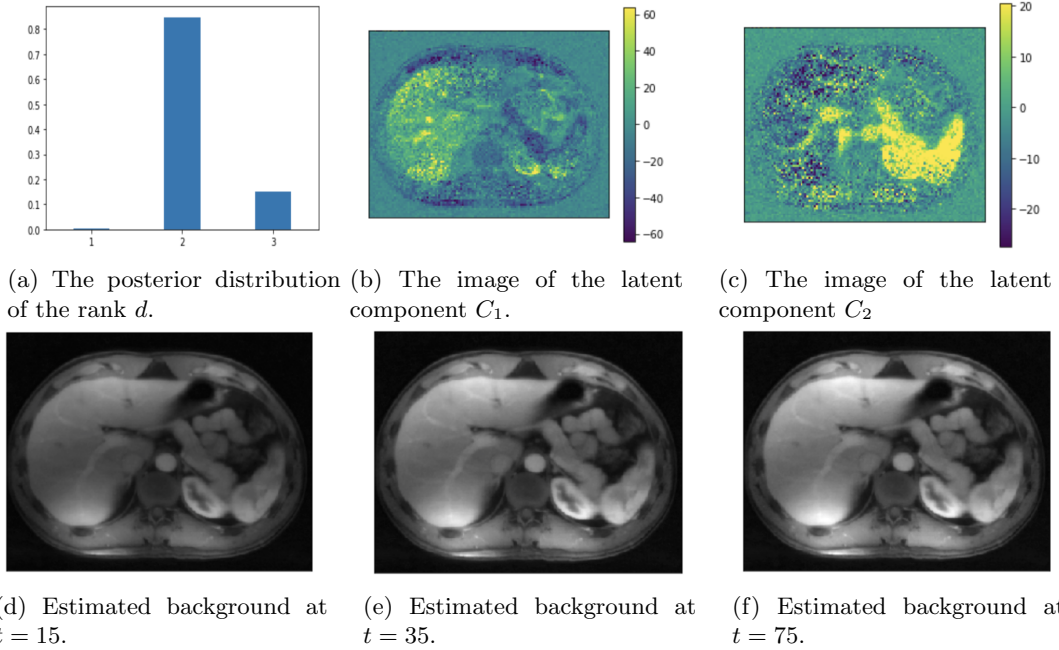 0.8
0.7
0.6
0.5
0.4
0.3
0.2
0.1
0.0
1 2 3
60
40
20
0
−20
−40
−60
20
10
0
−10
−20
(a) The posterior distribution
of the rank d.
(b) The image of the latent
component C₁.
(c) The image of the latent
component C₂
(d) Estimated background at
t = 15.
(e) Estimated background at
t = 35.
(f) Estimated background at
t = 75.